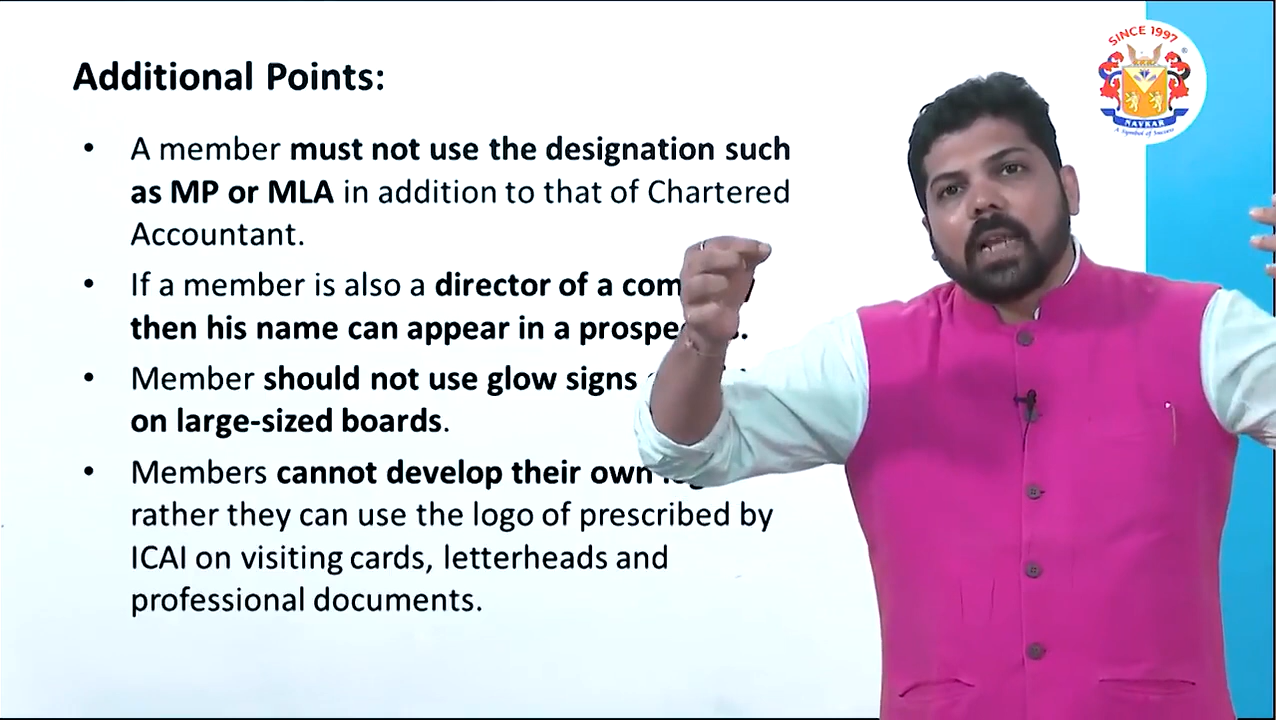 SINCE 1997
NAVKAR
A Symbol of Success
Additional Points:
• A member must not use the designation such
as MP or MLA in addition to that of Chartered
Accountant.
• If a member is also a director of a
then his name can appear in a
• Member should not use glow signs
on large-sized boards.
• Members cannot develop their own
rather they can use the logo of prescribed by
ICAI on visiting cards, letterheads and
professional documents.